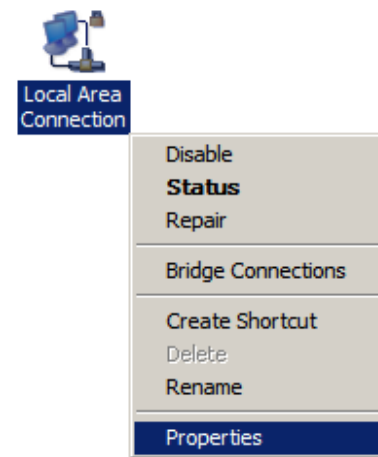 Local Area
Connection
Disable
Status
Repair
Bridge Connections
Create Shortcut
Delete
Rename
Properties